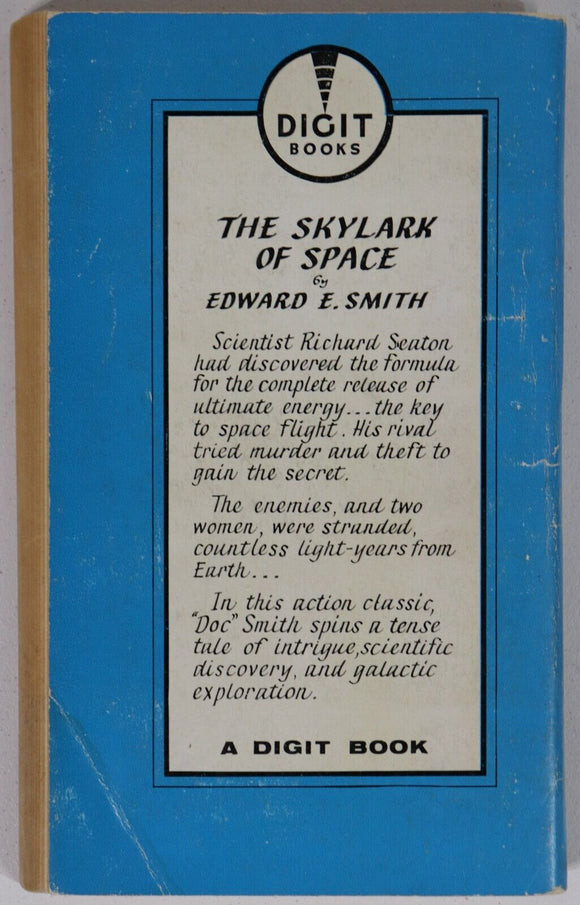 DIGIT
BOOKS
THE SKYLARK
OF SPACE
by
EDWARD E. SMITH
Scientist Richard Seaton
had discovered the formula
for the complete release of
ultimate energy...the key
to space flight. His rival
tried murder and theft to
gain the secret.
The enemies, and two
women, were stranded,
countless light-years from
Earth...
In this action classic,
"Doc" Smith spins a tense
tale of intrigue, scientific
discovery, and galactic
exploration.
A DIGIT BOOK